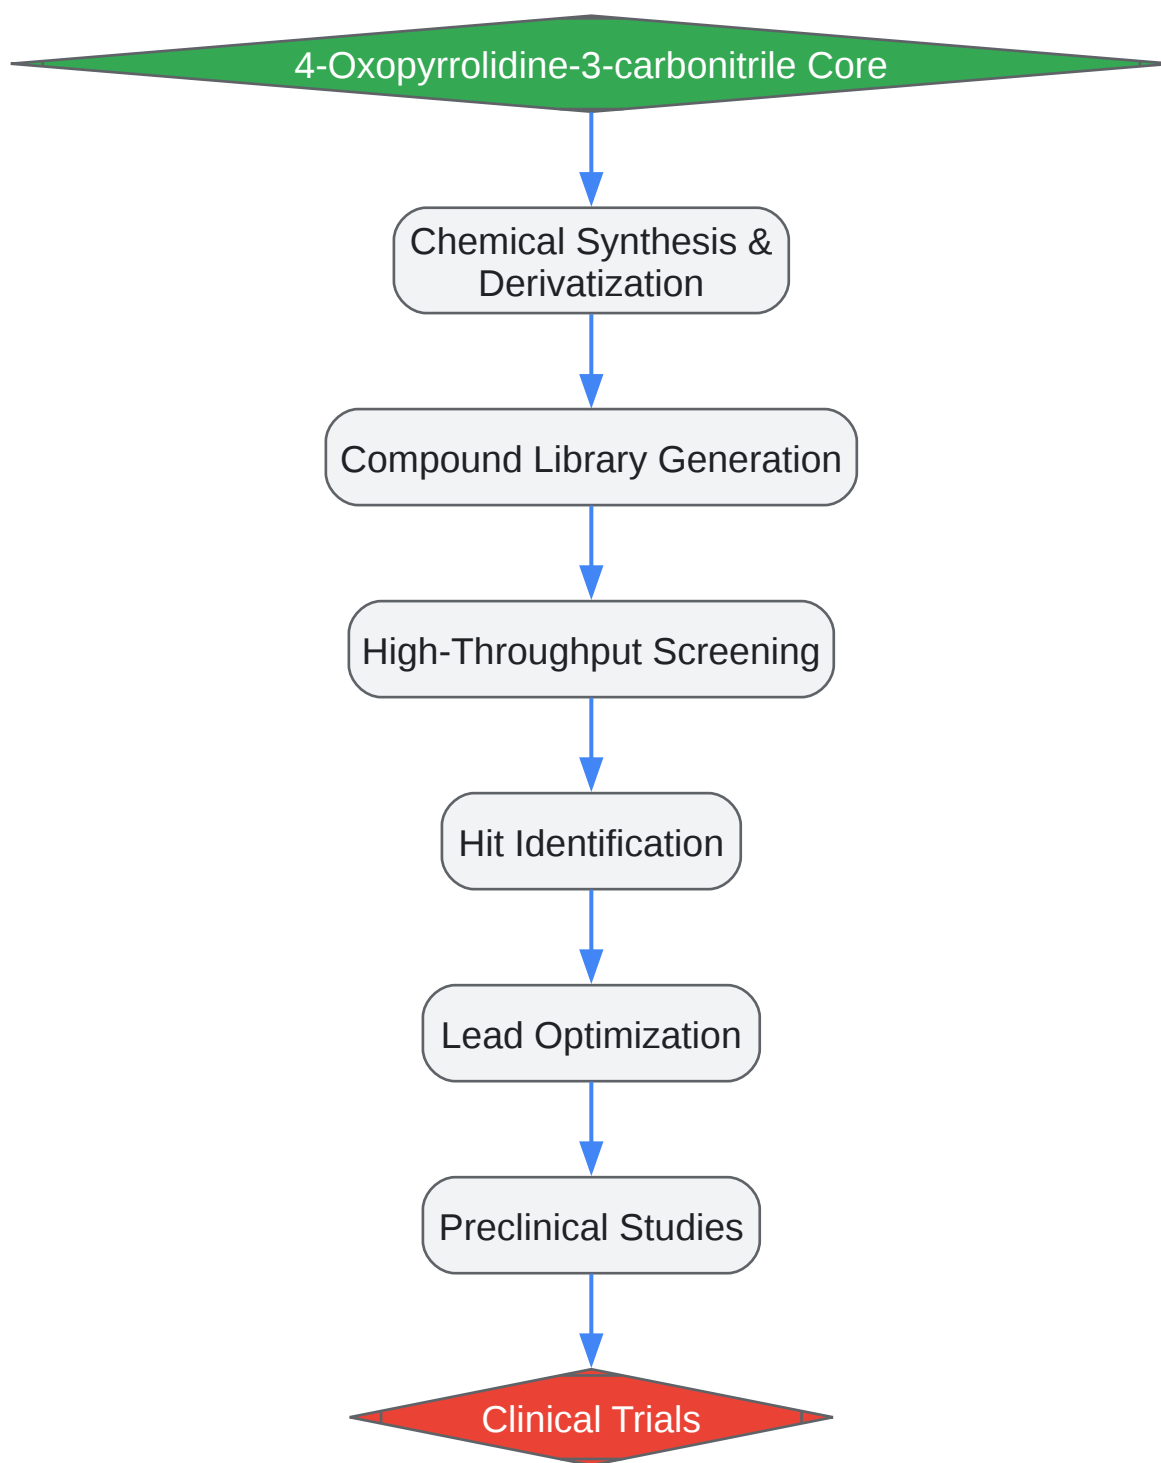 4-Oxopyrrolidine-3-carbonitrile Core
Chemical Synthesis &
Derivatization
Compound Library Generation
High-Throughput Screening
Hit Identification
Lead Optimization
Preclinical Studies
Clinical Trials